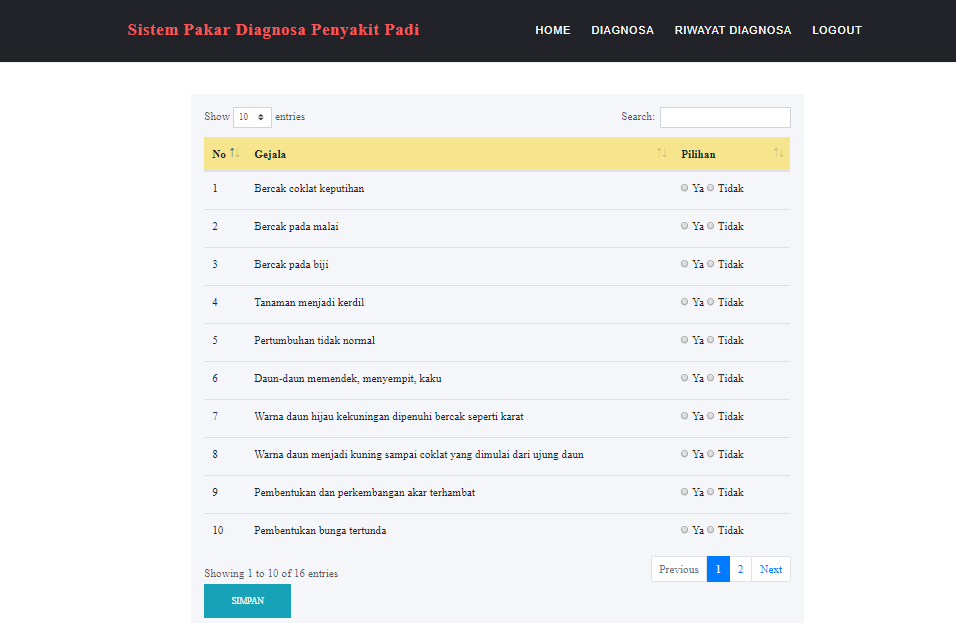 Sistem Pakar Diagnosa Penyakit Padi HOME DIAGNOSA RIWAYAT DIAGNOSA LOGOUT
Show 10 entries Search:
No Gejala Pilihan
1 Bercak coklat keputihan Ya Tidak
2 Bercak pada malai Ya Tidak
3 Bercak pada biji Ya Tidak
4 Tanaman menjadi kerdil Ya Tidak
5 Pertumbuhan tidak normal Ya Tidak
6 Daun-daun memendek, menyempit, kaku Ya Tidak
7 Warna daun hijau kekuningan dipenuhi bercak seperti karat Ya Tidak
8 Warna daun menjadi kuning sampai coklat yang dimulai dari ujung daun Ya Tidak
9 Pembentukan dan perkembangan akar terhambat Ya Tidak
10 Pembentukan bunga tertunda Ya Tidak
Showing 1 to 10 of 16 entries Previous 1 2 Next
SIMPAN